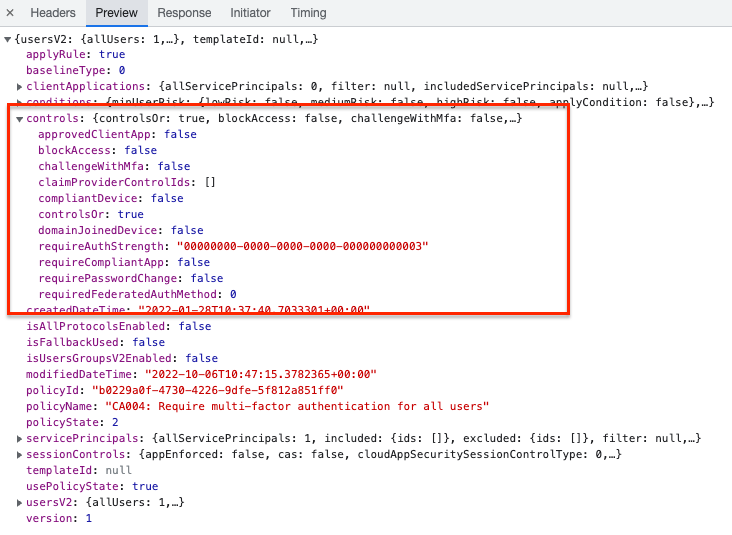 × Headers Preview Response Initiator Timing
▼{usersV2: {allUsers: 1,…}, templateId: null,…}
applyRule: true
baselineType: 0
▶clientApplications: {allServicePrincipals: 0, filter: null, includedServicePrincipals: null,…}
▶conditions: {minUserRisk: {lowRisk: false, mediumRisk: false, highRisk: false, applyCondition: false},…}
▼controls: {controlsOr: true, blockAccess: false, challengeWithMfa: false,…}
approvedClientApp: false
blockAccess: false
challengeWithMfa: false
claimProviderControlIds: []
compliantDevice: false
controlsOr: true
domainJoinedDevice: false
requireAuthStrength: "00000000-0000-0000-0000-000000000003"
requireCompliantApp: false
requirePasswordChange: false
requiredFederatedAuthMethod: 0
createdDateTime: "2022-01-28T10:37:40.7033301+00:00"
isAllProtocolsEnabled: false
isFallbackUsed: false
isUsersGroupsV2Enabled: false
modifiedDateTime: "2022-10-06T10:47:15.3782365+00:00"
policyId: "b0229a0f-4730-4226-9dfe-5f812a851ff0"
policyName: "CA004: Require multi-factor authentication for all users"
policyState: 2
▶servicePrincipals: {allServicePrincipals: 1, included: {ids: []}, excluded: {ids: []}, filter: null,…}
▶sessionControls: {appEnforced: false, cas: false, cloudAppSecuritySessionControlType: 0,…}
templateId: null
usePolicyState: true
▶usersV2: {allUsers: 1,…}
version: 1